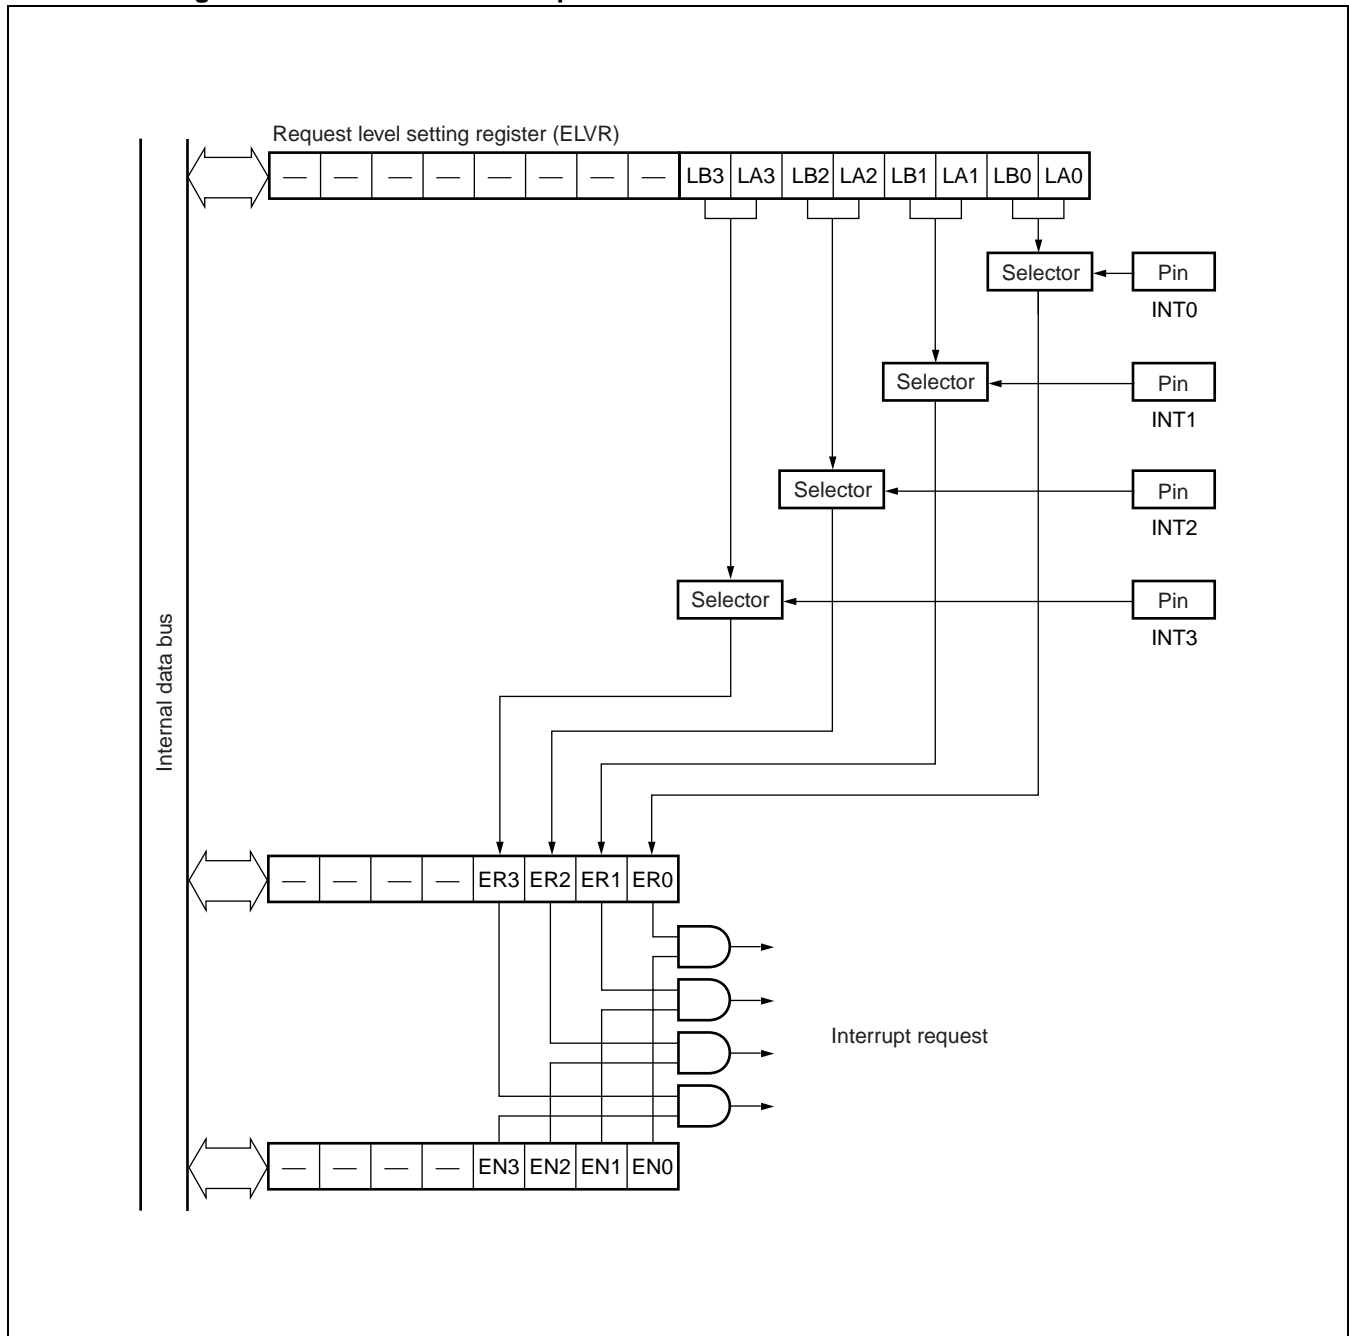 Request level setting register (ELVR)
— — — — — — — — LB3 LA3 LB2 LA2 LB1 LA1 LB0 LA0
Selector Pin
INT0
Selector Pin
INT1
Selector Pin
INT2
Selector Pin
INT3
Internal data bus
— — — — ER3 ER2 ER1 ER0
Interrupt request
— — — — EN3 EN2 EN1 EN0